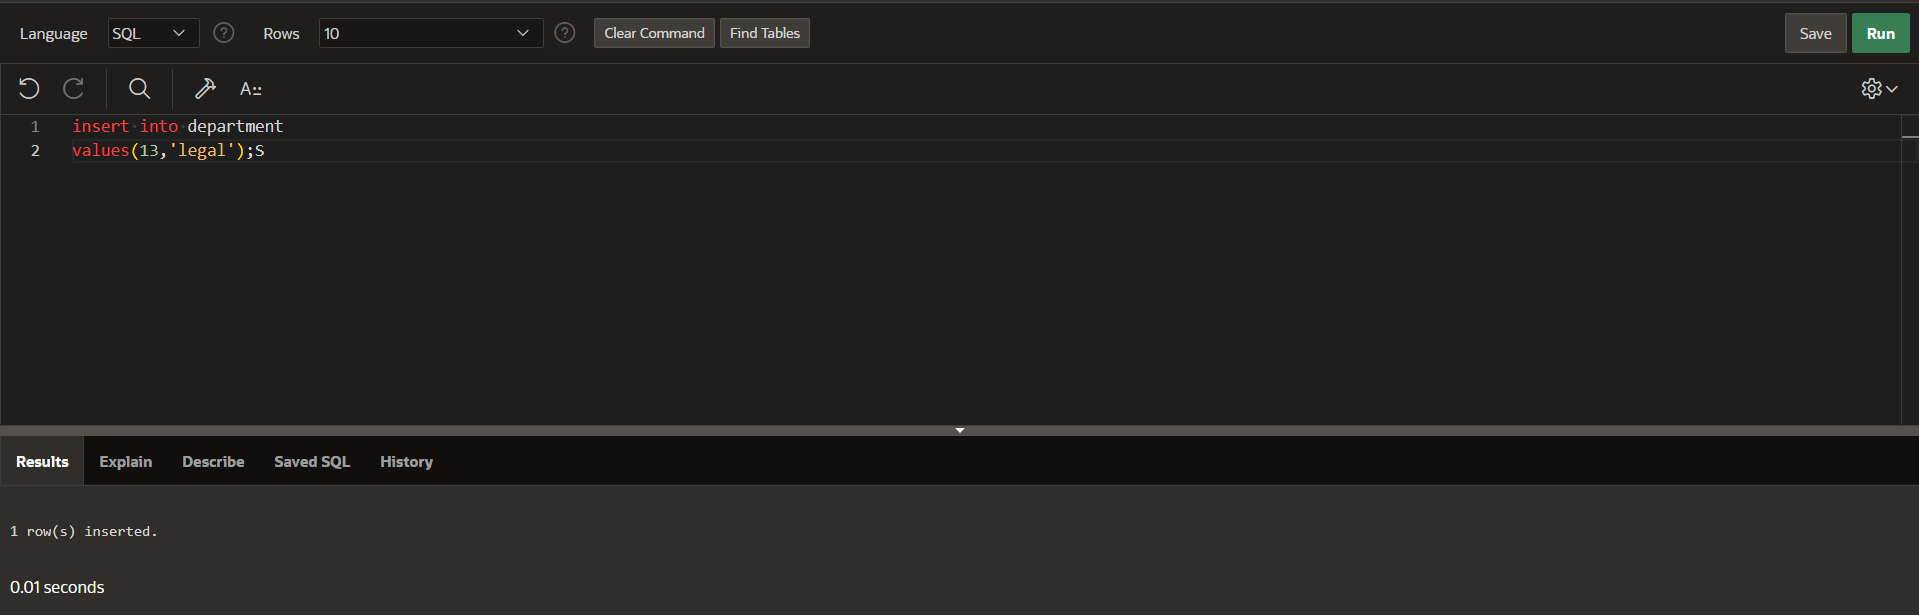 Language SQL ? Rows 10 ? Clear Command Find Tables Save Run
A::
1 insert into department
2 values(13,'legal');S
Results Explain Describe Saved SQL History
1 row(s) inserted.
0.01 seconds